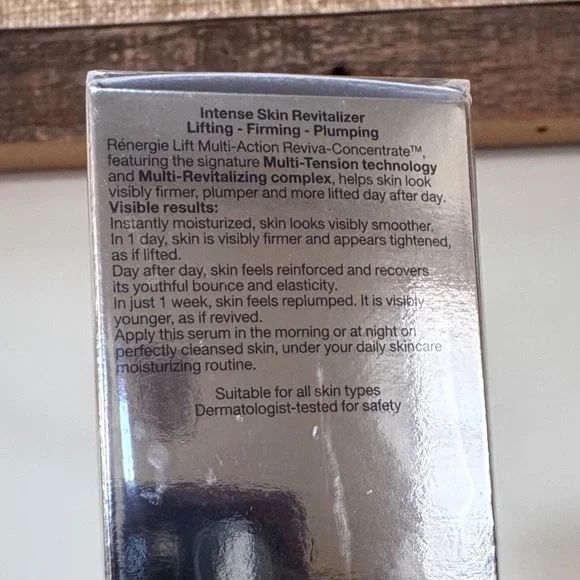 Intense Skin Revitalizer
Lifting - Firming - Plumping
Rénergie Lift Multi-Action Reviva-Concentrate™,
featuring the signature Multi-Tension technology
and Multi-Revitalizing complex, helps skin look
visibly firmer, plumper and more lifted day after day.
Visible results:
Instantly moisturized, skin looks visibly smoother.
In 1 day, skin is visibly firmer and appears tightened,
as if lifted.
Day after day, skin feels reinforced and recovers
its youthful bounce and elasticity.
In just 1 week, skin feels replumped. It is visibly
younger, as if revived.
Apply this serum in the morning or at night on
perfectly cleansed skin, under your daily skincare
moisturizing routine.
Suitable for all skin types
Dermatologist-tested for safety